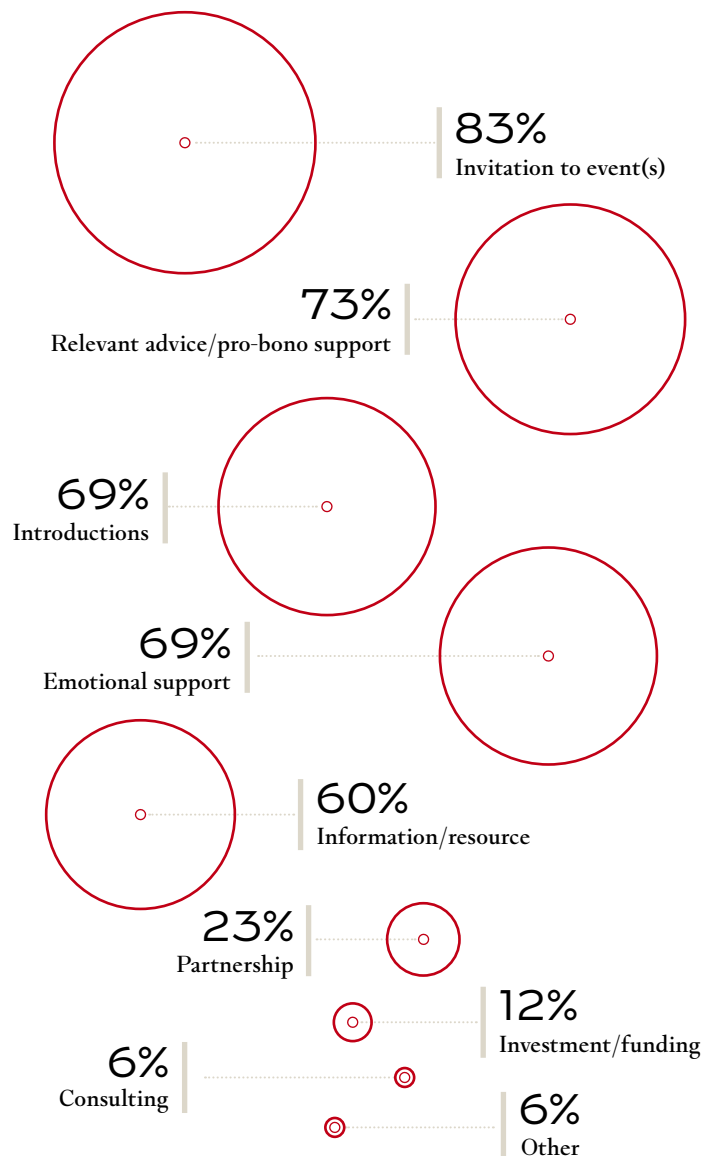 83%
Invitation to event(s)
73%
Relevant advice/pro-bono support
69%
Introductions
69%
Emotional support
60%
Information/resource
23%
Partnership
12%
Investment/funding
6%
Consulting
6%
Other